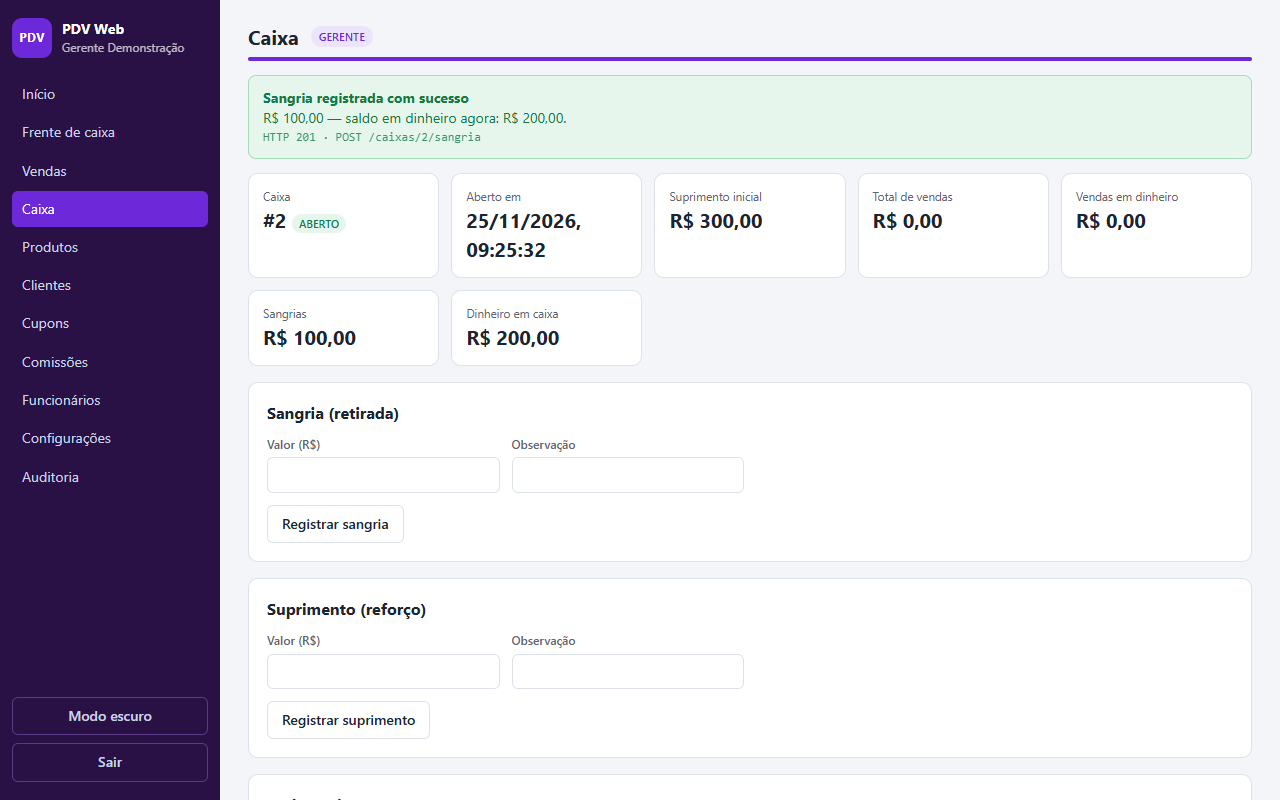 PDV
PDV Web
Gerente Demonstração
Início
Frente de caixa
Vendas
Caixa
Produtos
Clientes
Cupons
Comissões
Funcionários
Configurações
Auditoria
Modo escuro
Sair
Caixa GERENTE
Sangria registrada com sucesso
R$ 100,00 — saldo em dinheiro agora: R$ 200,00.
HTTP 201 · POST /caixas/2/sangria
Caixa
#2 ABERTO
Aberto em
25/11/2026,
09:25:32
Suprimento inicial
R$ 300,00
Total de vendas
R$ 0,00
Vendas em dinheiro
R$ 0,00
Sangrias
R$ 100,00
Dinheiro em caixa
R$ 200,00
Sangria (retirada)
Valor (R$) Observação
Registrar sangria
Suprimento (reforço)
Valor (R$) Observação
Registrar suprimento